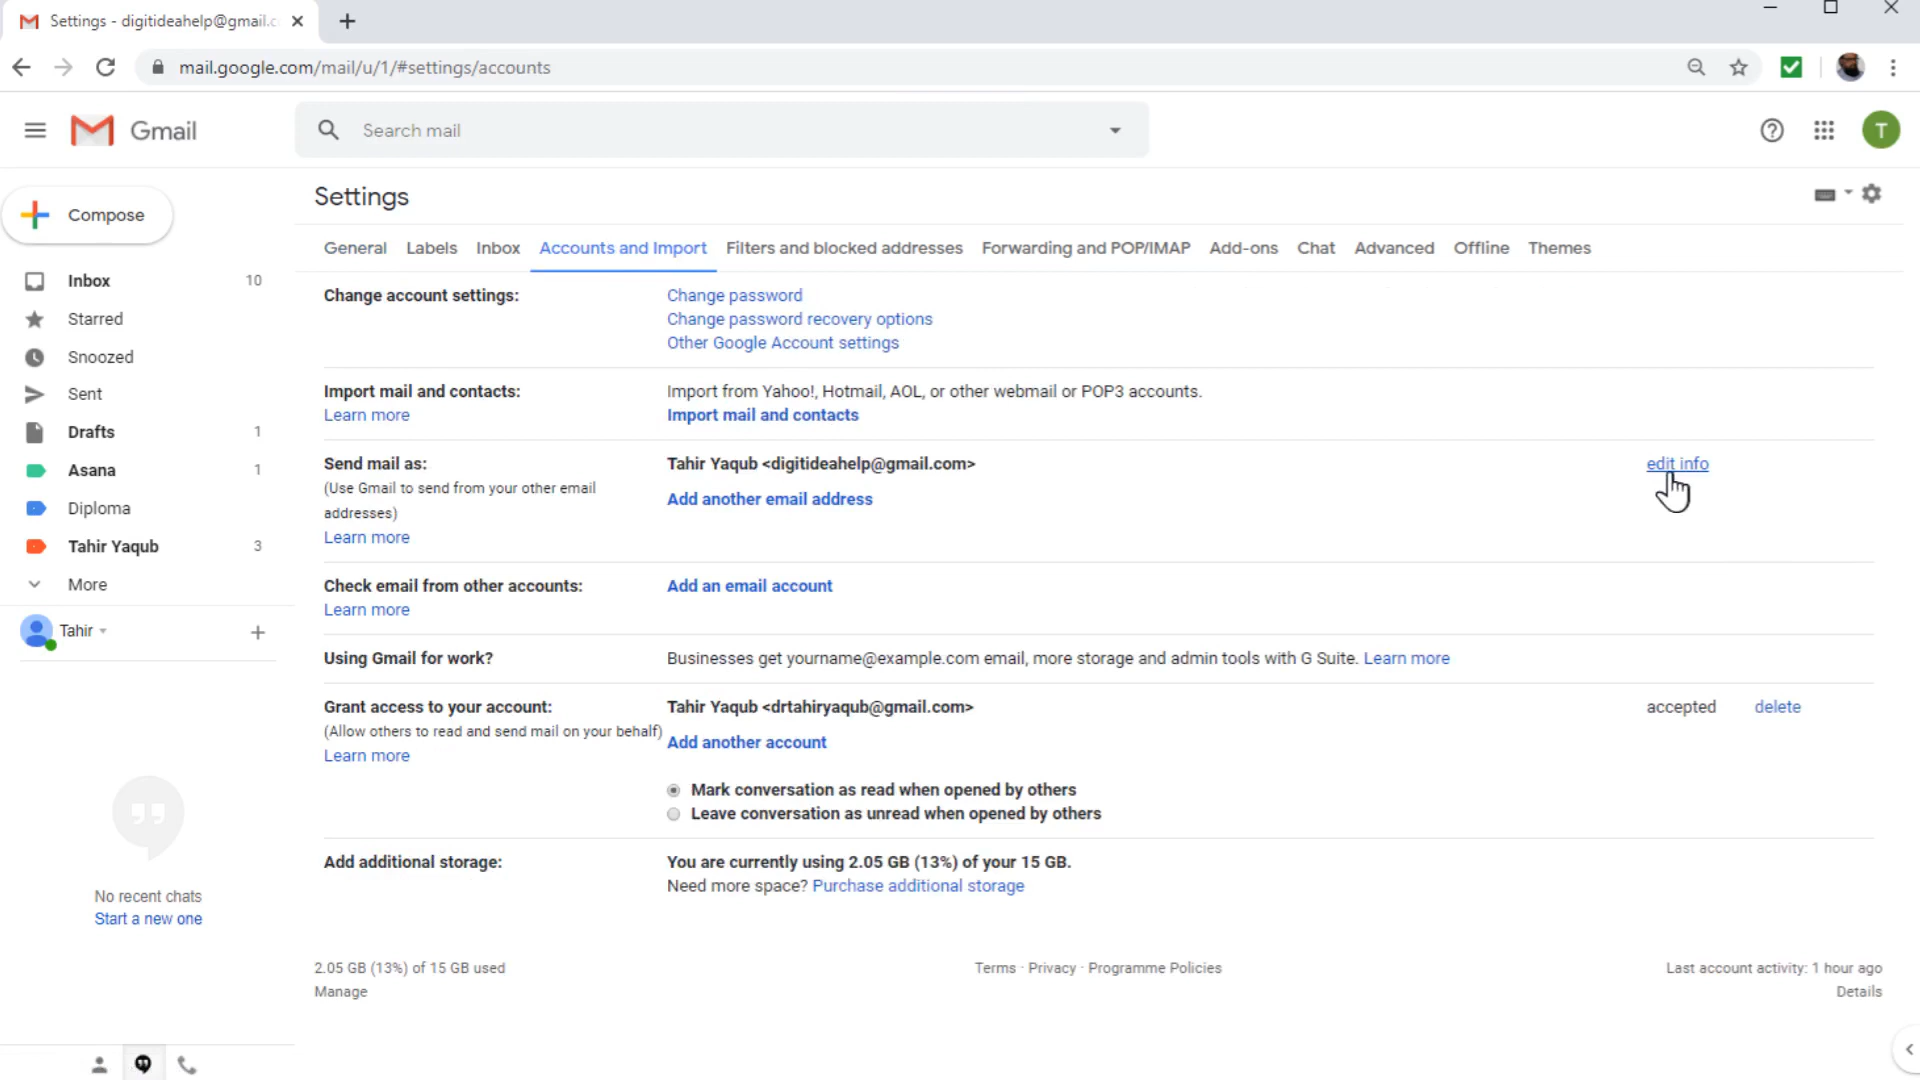 Settings - digitideahelp@gmail.c
mail.google.com/mail/u/1/#settings/accounts
Gmail
Search mail
T
Compose
Settings
General Labels Inbox Accounts and Import Filters and blocked addresses Forwarding and POP/IMAP Add-ons Chat Advanced Offline Themes
Inbox 10
Starred
Snoozed
Sent
Drafts 1
Asana 1
Diploma
Tahir Yaqub 3
More
Tahir
No recent chats
Start a new one
Change account settings:
Change password
Change password recovery options
Other Google Account settings
Import mail and contacts:
Learn more
Import from Yahoo!, Hotmail, AOL, or other webmail or POP3 accounts.
Import mail and contacts
Send mail as:
(Use Gmail to send from your other email
addresses)
Learn more
Tahir Yaqub <digitideahelp@gmail.com>
edit info
Add another email address
Check email from other accounts:
Learn more
Add an email account
Using Gmail for work?
Businesses get yourname@example.com email, more storage and admin tools with G Suite. Learn more
Grant access to your account:
(Allow others to read and send mail on your behalf)
Learn more
Tahir Yaqub <drtahiryaqub@gmail.com>
accepted delete
Add another account
Mark conversation as read when opened by others
Leave conversation as unread when opened by others
Add additional storage:
You are currently using 2.05 GB (13%) of your 15 GB.
Need more space? Purchase additional storage
2.05 GB (13%) of 15 GB used
Manage
Terms · Privacy · Programme Policies
Last account activity: 1 hour ago
Details